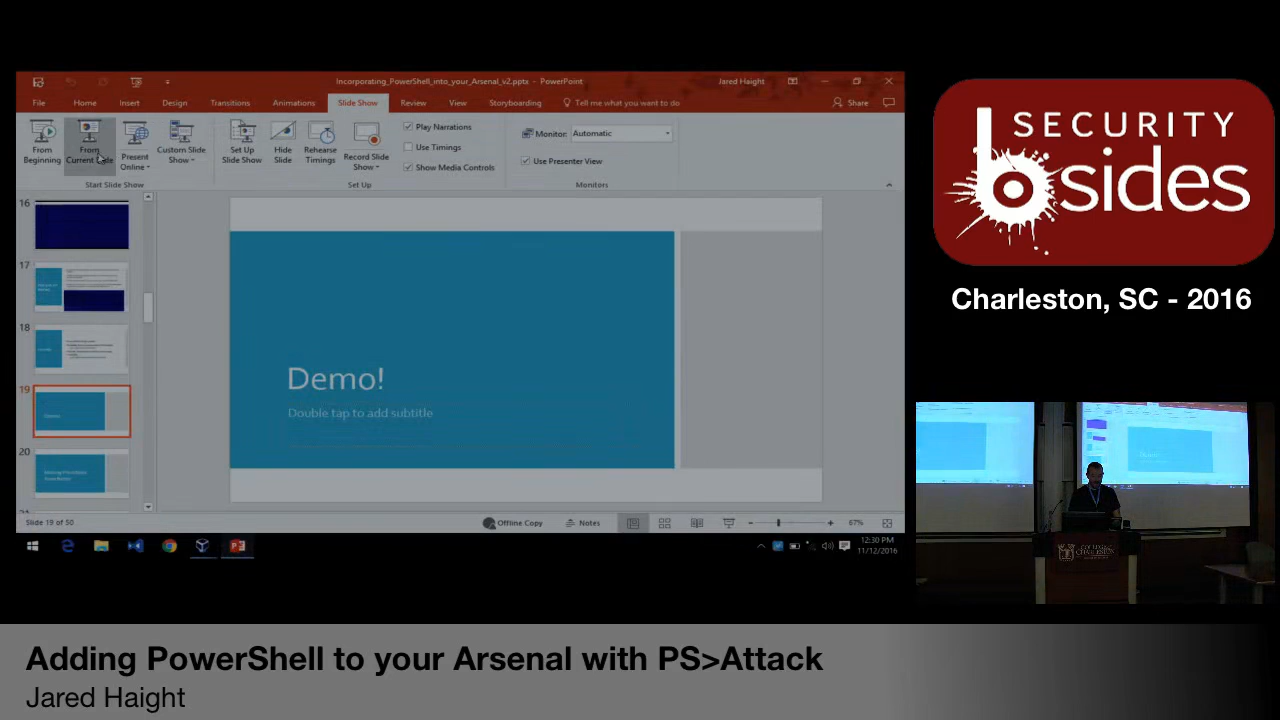 Incorporating_PowerShell_into_your_Arsenal_v2.pptx - PowerPoint
Jared Haight
File Home Insert Design Transitions Animations Slide Show Review View Storyboarding Tell me what you want to do Share
From Beginning
From Current Slide
Present Online
Custom Slide Show
Set Up Slide Show
Hide Slide
Rehearse Timings
Record Slide Show
Play Narrations
Use Timings
Show Media Controls
Monitor: Automatic
Use Presenter View
Start Slide Show
Set Up
Monitors
16
17
18
19
20
Demo!
Double tap to add subtitle
Slide 19 of 50
Offline Copy
Notes
67%
12:30 PM
11/12/2016
SECURITY
bsides
Charleston, SC - 2016
Adding PowerShell to your Arsenal with PS>Attack
Jared Haight